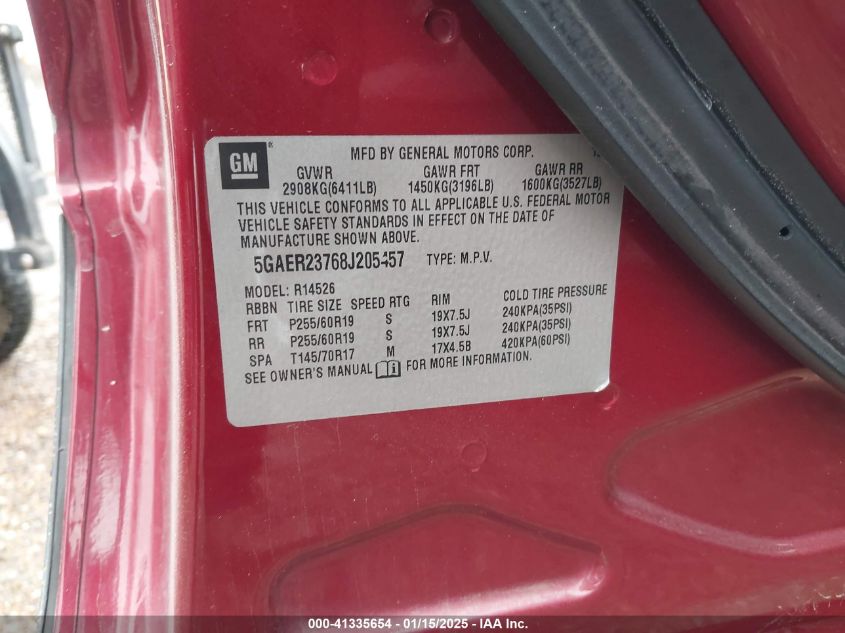 GM
MFD BY GENERAL MOTORS CORP.
GVWR GAWR FRT GAWR RR
2908KG(6411LB) 1450KG(3196LB) 1600KG(3527LB)
THIS VEHICLE CONFORMS TO ALL APPLICABLE U.S. FEDERAL MOTOR
VEHICLE SAFETY STANDARDS IN EFFECT ON THE DATE OF
MANUFACTURE SHOWN ABOVE.
5GAER23768J205457 TYPE: M.P.V.
MODEL: R14526
RBBN TIRE SIZE SPEED RTG RIM COLD TIRE PRESSURE
FRT P255/60R19 S 19X7.5J 240KPA(35PSI)
RR P255/60R19 S 19X7.5J 240KPA(35PSI)
SPA T145/70R17 M 17X4.5B 420KPA(60PSI)
SEE OWNER'S MANUAL i FOR MORE INFORMATION.
000-41335654 - 01/15/2025 - IAA Inc.